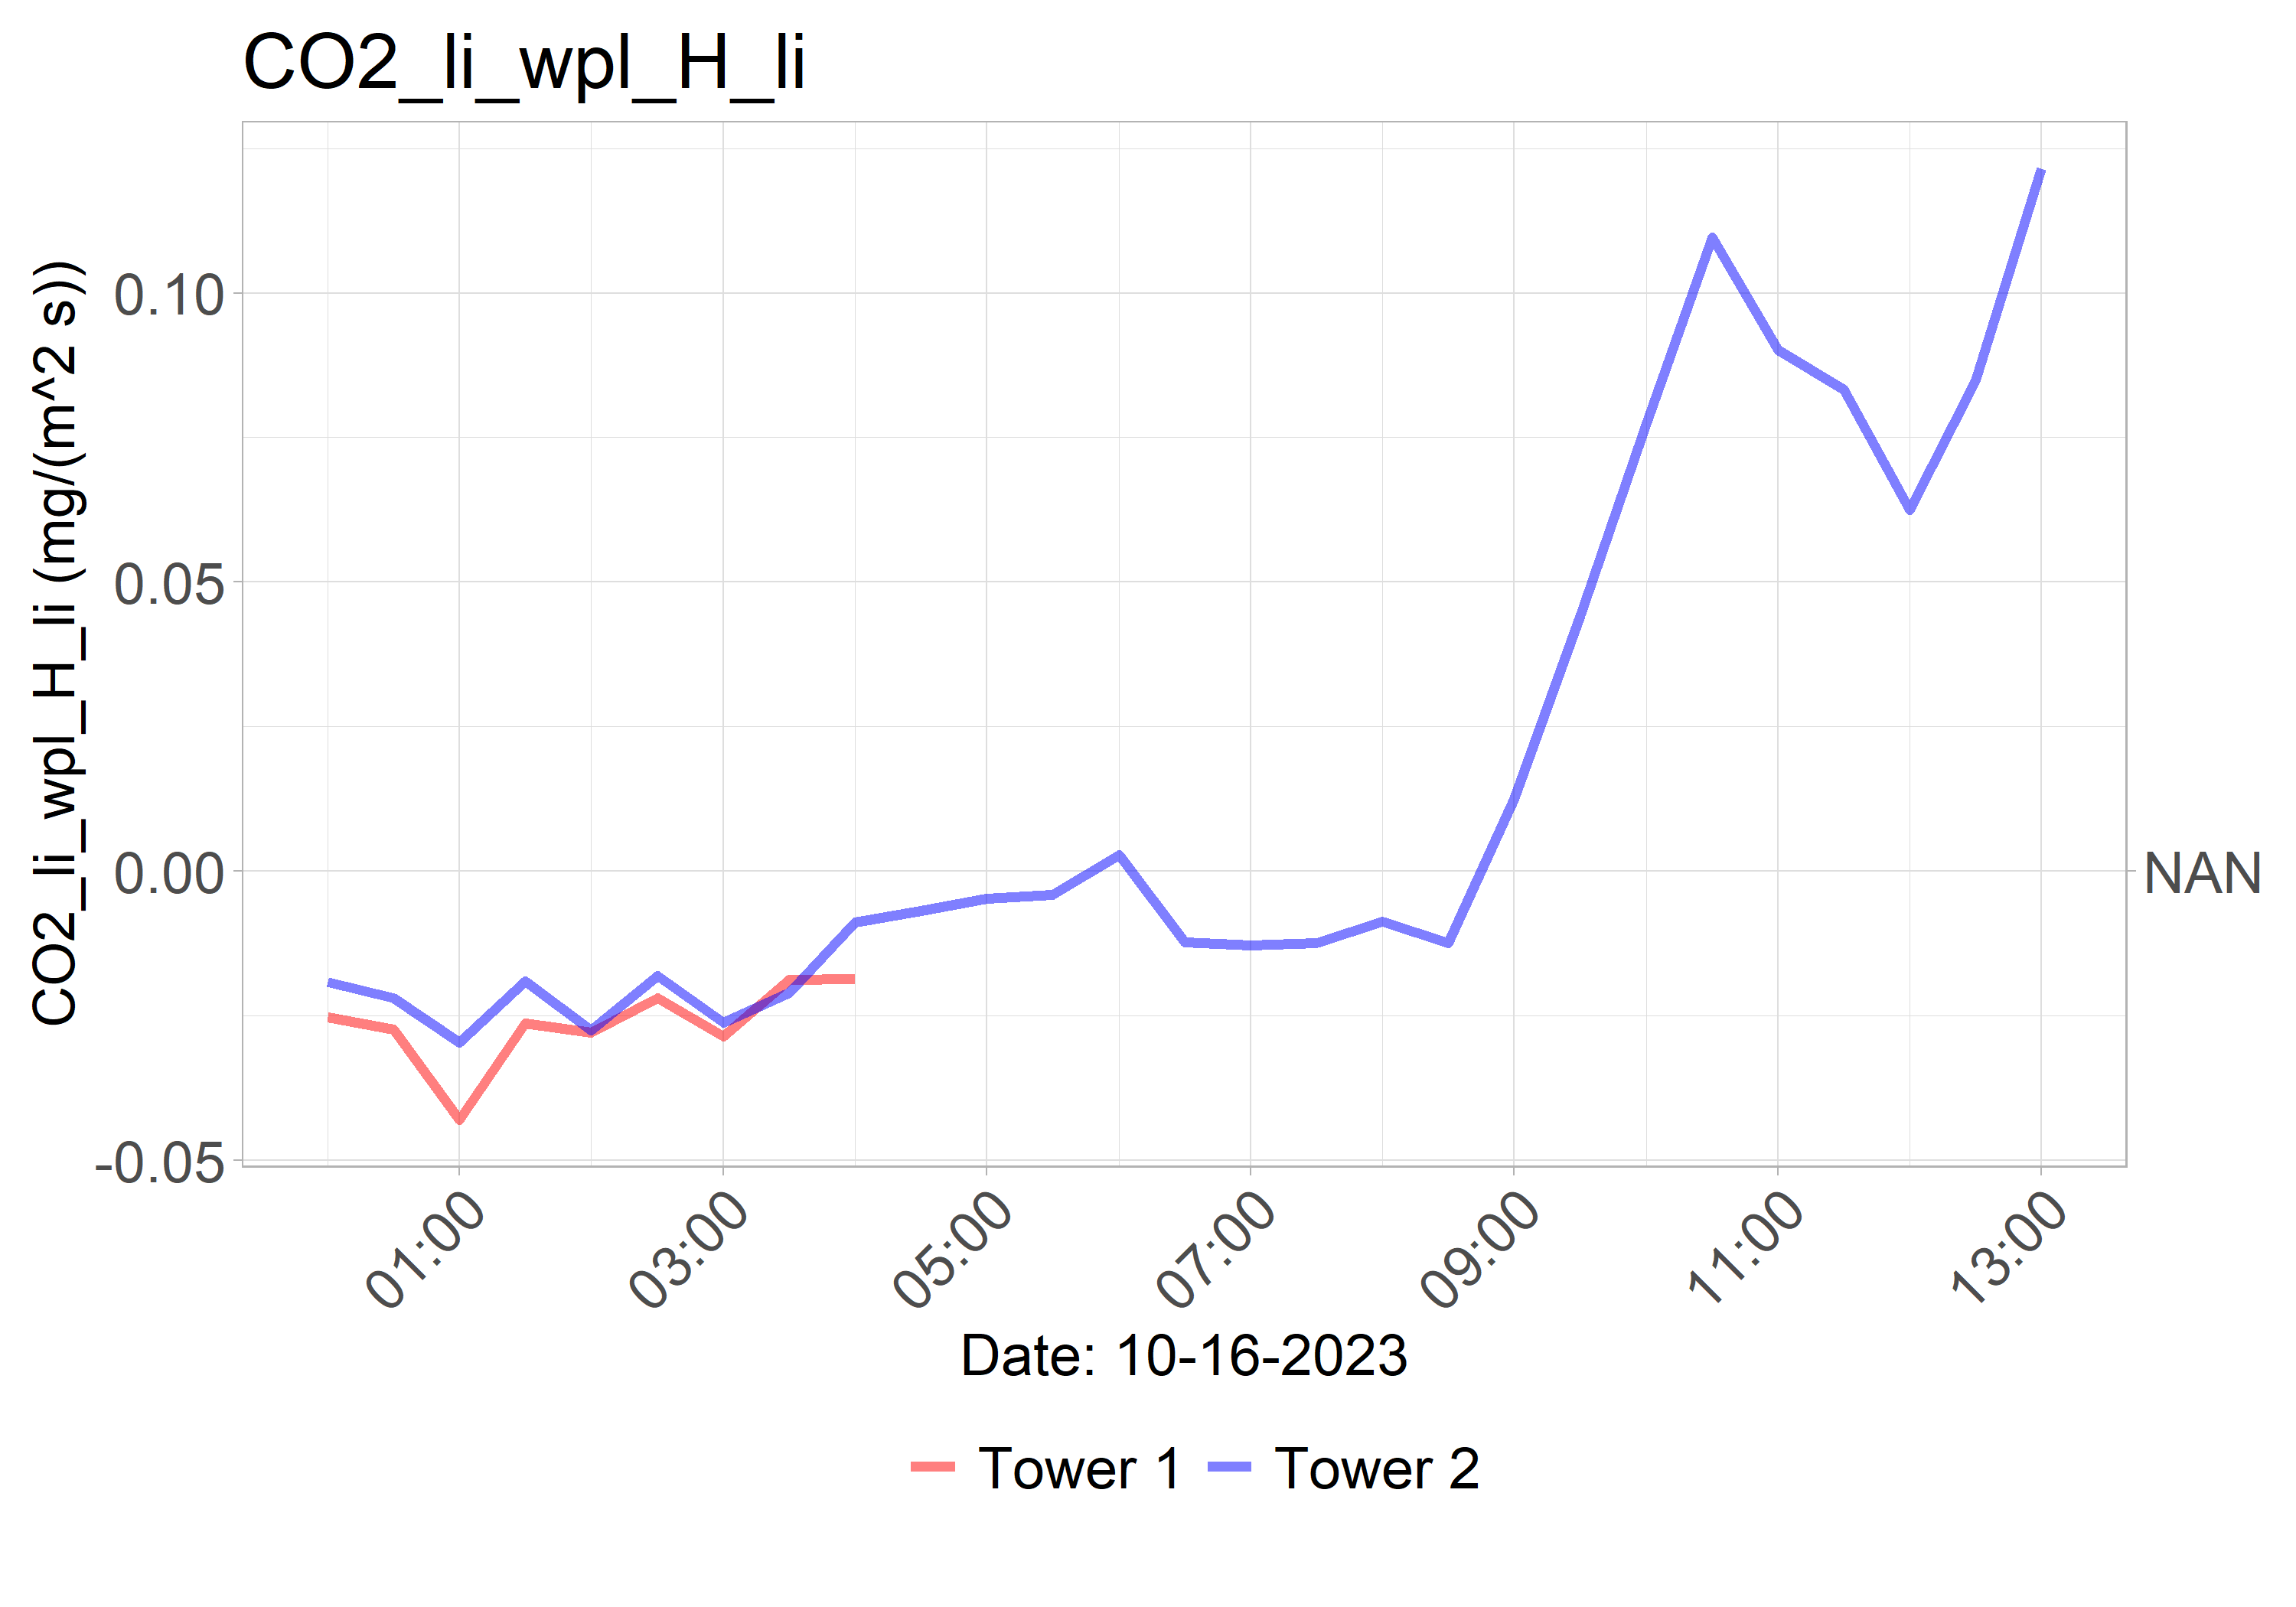 CO2_li_wpl_H_li
CO2_li_wpl_H_li (mg/(m^2 s))
0.10
0.05
0.00
-0.05
NAN
01:00
03:00
05:00
07:00
09:00
11:00
13:00
Date: 10-16-2023
Tower 1
Tower 2